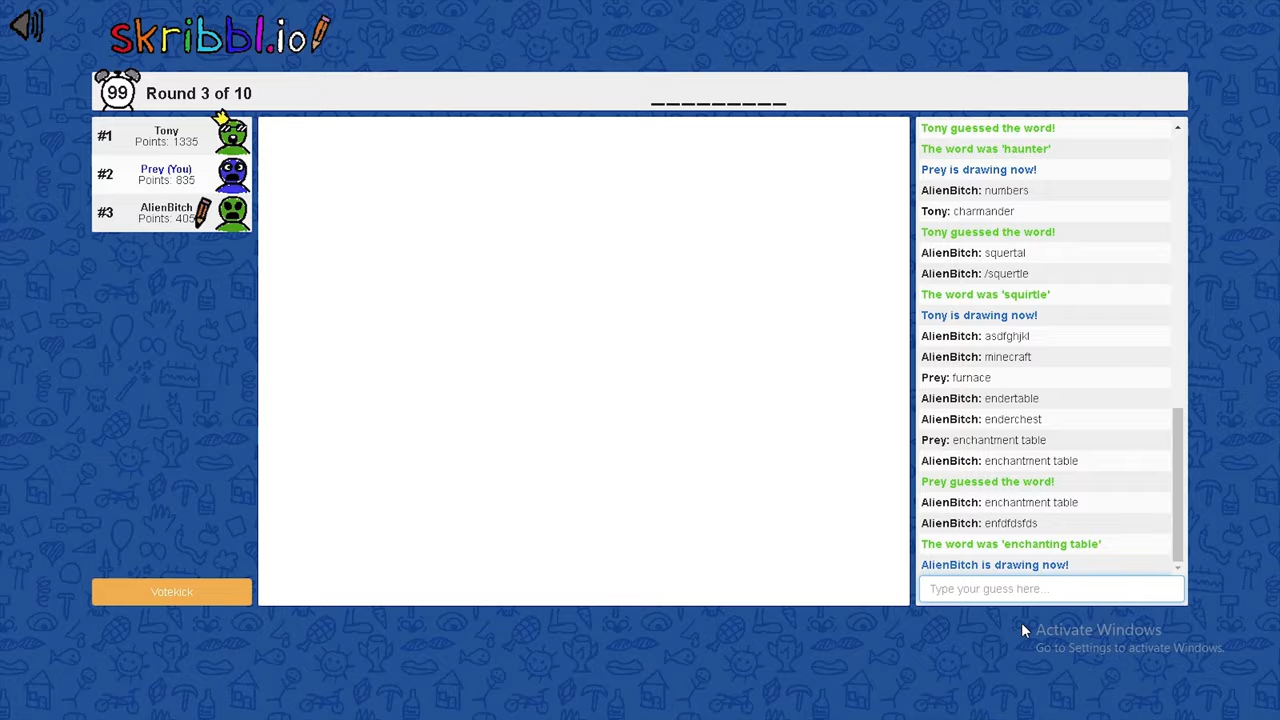 skribbl.io
99
Round 3 of 10
_________
#1
Tony
Points: 1335
#2
Prey (You)
Points: 835
#3
AlienBitch
Points: 405
Votekick
Tony guessed the word!
The word was 'haunter'
Prey is drawing now!
AlienBitch: numbers
Tony: charmander
Tony guessed the word!
AlienBitch: squertal
AlienBitch: /squertle
The word was 'squirtle'
Tony is drawing now!
AlienBitch: asdfghjkl
AlienBitch: minecraft
Prey: furnace
AlienBitch: endertable
AlienBitch: enderchest
Prey: enchantment table
AlienBitch: enchantment table
Prey guessed the word!
AlienBitch: enchantment table
AlienBitch: enfdfdsfds
The word was 'enchanting table'
AlienBitch is drawing now!
Type your guess here...
Activate Windows
Go to Settings to activate Windows.